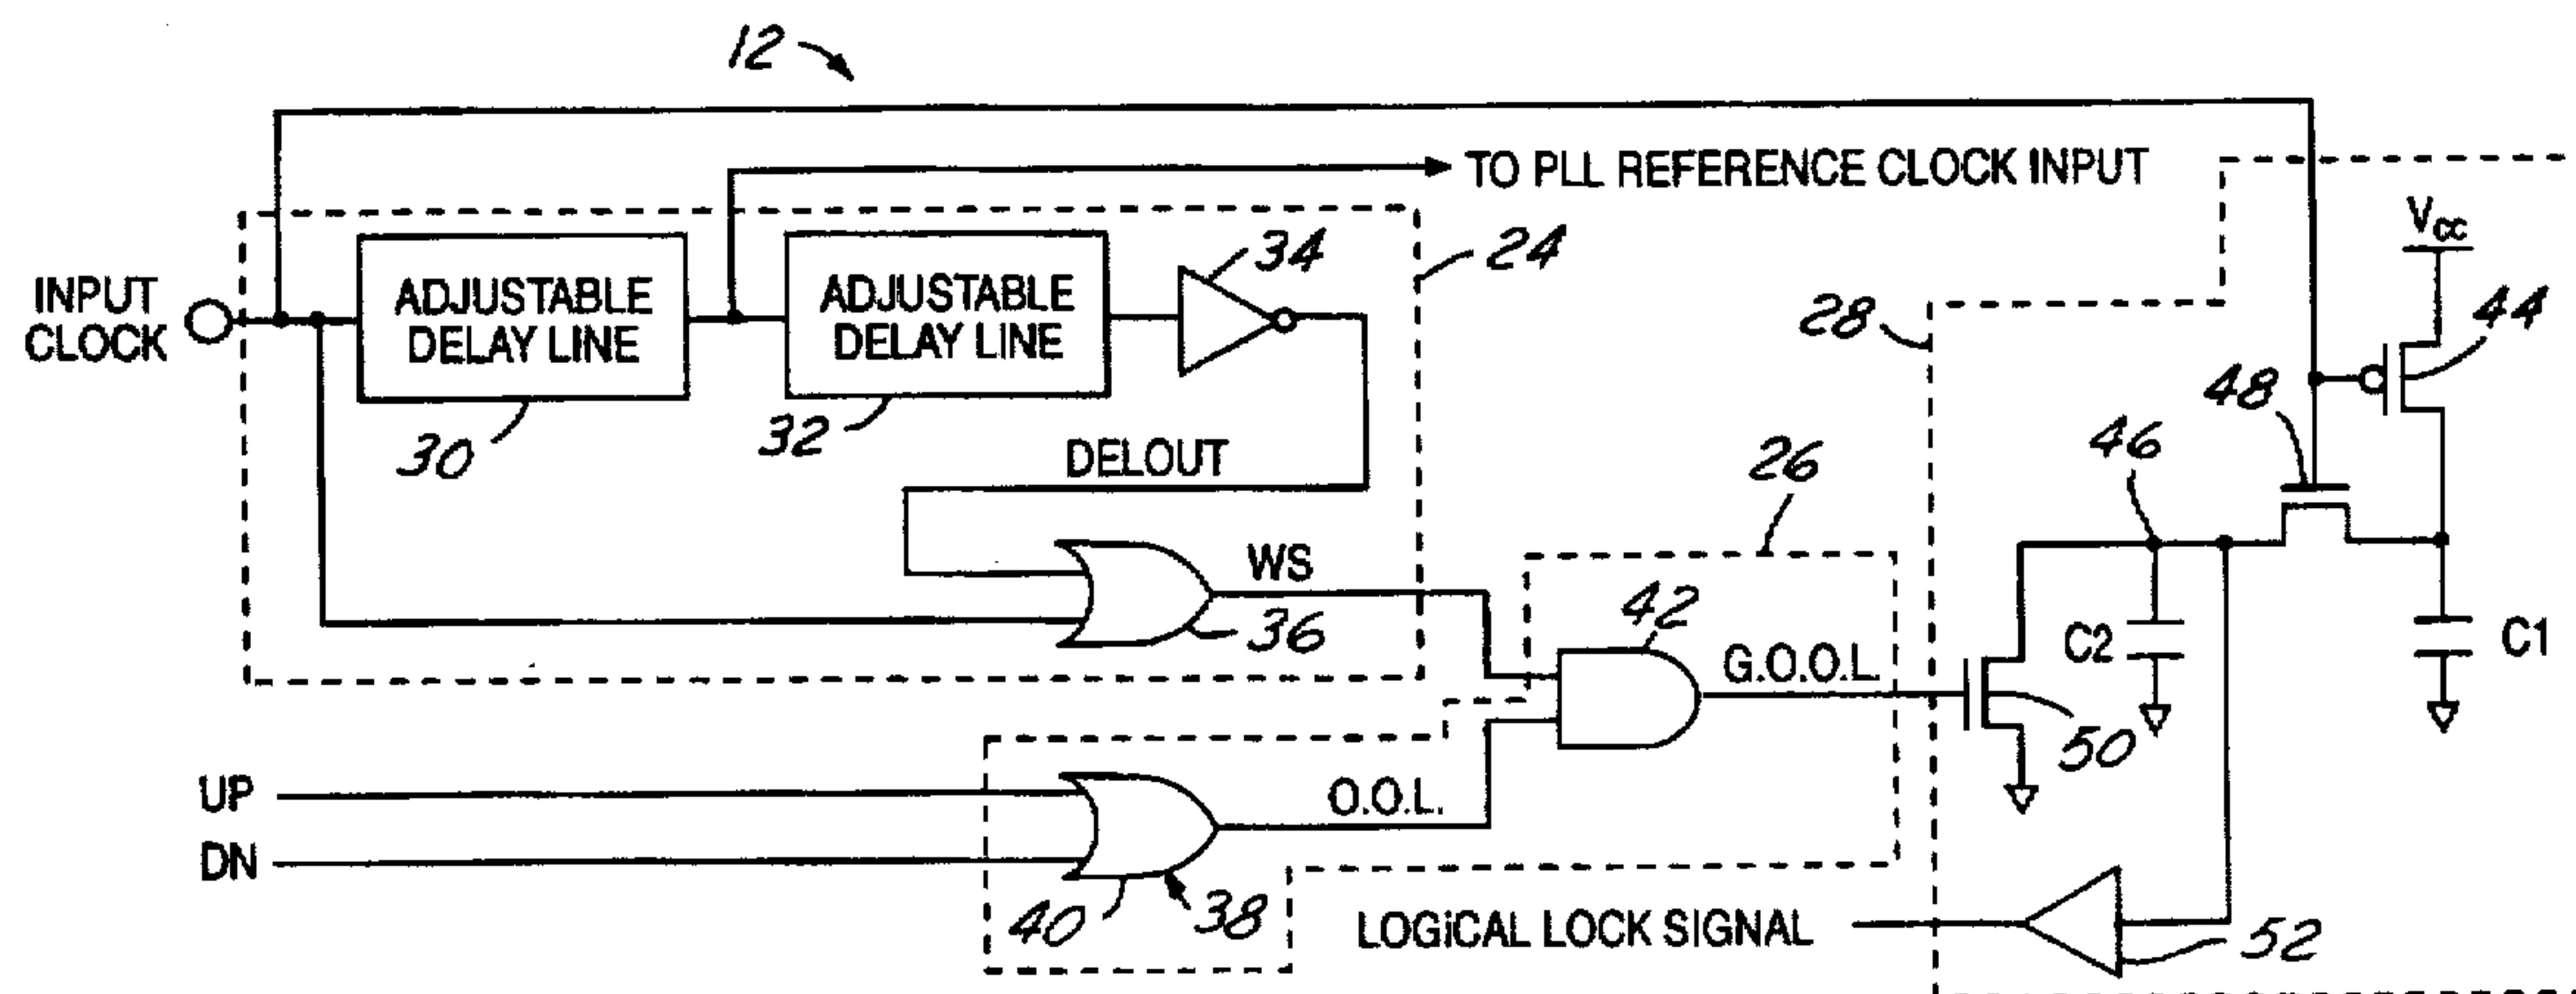 12
TO PLL REFERENCE CLOCK INPUT
VCC
INPUT
CLOCK
ADJUSTABLE
DELAY LINE
ADJUSTABLE
DELAY LINE
34
24
28
44
30
32
48
DELOUT
26
46
WS
36
42
C2
C1
G.O.O.L.
50
UP
DN
O.O.L.
40
38
LOGiCAL LOCK SIGNAL
52